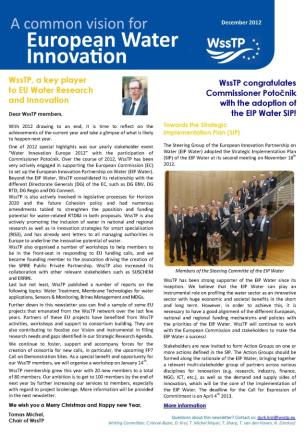 A common vision for
European Water
Innovation
December 2012
WssTP
WssTP, a key player
to EU Water Research
and Innovation
Dear WssTP members,
With 2012 drawing to an end, it is time to reflect on the
achievements of the current year and take a glimpse of what is likely
to happen next year.
One of 2012 special highlights was our yearly stakeholder event
"Water Innovation Europe 2012" with the participation of
Commissioner Potočnik. Over the course of 2012, WssTP has been
very actively engaged in supporting the European Commission (EC)
to set up the European Innovation Partnership on Water (EIP Water).
Beyond the EIP Water, WssTP consolidated its relationship with the
different Directorate Generals (DG) of the EC, such as DG ENV, DG
RTD, DG Regio and DG Connect.
WssTP is also actively involved in legislative process for Horizon
2020 and the future Cohesion policy and had numerous
amendments tabled to strengthen the position and funding
potential for water-related RTD&I in both proposals. WssTP is also
actively promoting the inclusion of water in national and regional
research as well as in innovation strategies for smart specialization
(RIS3), and has already sent letters to all managing authorities in
Europe to underline the innovative potential of water.
WssTP also organised a number of workshops to help members to
be in the front-seat in responding to EU funding calls, and we
become founding member to the association driving the creation of
the SPIRE Public Private Partnership. WssTP also increased its
collaboration with other relevant stakeholders such as SUSCHEM
and EWRI.
Last but not least, WssTP published a number of reports on the
following topics: Water Treatment, Membrane Technologies for water
applications, Sensors & Monitoring, Brines Management and MDGs.
Further down in this newsletter you can find a sample of some EU
projects that emanated from the WssTP network over the last few
years. Partners of these EU projects have benefited from WssTP
activities, workshops and support to consortium building. They are
also contributing to foodstep our Vision and instrumental in filling
research needs and gaps identified in our Strategic Research Agenda.
We continue to foster, support and accompany forums for the
creation of consortia for new calls, in particular, the upcoming FP7
Call on Demonstration Sites. As a special benefit and opportunity for
our WssTP members, we will organise a workshop on January 24th.
WssTP membership grew this year with 20 new members to a total
of 80 members. Our ambition is to get to 100 members by the end of
next year by further increasing our services to members, especially
with regard to project brokerage. More information will be provided
in the next newsletter.
We wish you a Merry Christmas and Happy new Year.
Tomas Michel,
Chair of WssTP
WssTP congratulates
Commissioner Potočnik
with the adoption of
the EIP Water SIP!
Towards the Strategic
Implementation Plan (SIP)
The Steering Group of the European Innovation Partnership on
Water (EIP Water) adopted the Strategic Implementation Plan
(SIP) of the EIP Water at its second meeting on November 18th
2012.
Members of the Steering Committe of the EIP Water
WssTP has been strong supporter of the EIP Water since its
inception. We believe that the EIP Water can play an
instrumental role on profiling the water sector as an innovative
sector with huge economic and societal benefits in the short
and long term. However, in order to achieve this, it is
necessary to have a good alignment of the different European,
national and regional funding mechanisms and policies with
the priorities of the EIP Water. WssTP will continue to work
with the European Commission and stakeholders to make the
EIP Water a success!
Stakeholders are now invited to form Action Groups on one or
more actions defined in the SIP. The Action Groups should be
formed along the rationale of the EIP Water, bringing together
a relevant multi-stakeholder group of partners across various
disciplines for innovation (e.g. research, industry, finance,
NGO, ICT, etc.), as well as the demand and supply sides of
innovation, which will be the core of the implementation of
the EIP Water. The deadline for the Call for Expression of
Commitment is on April 4th 2013.
More information
Questions about this newsletter? Contact us: